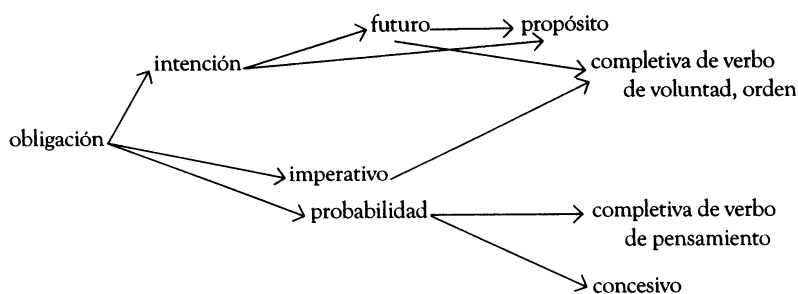 futuro
propósito
intención
completiva de verbo
de voluntad, orden
obligación
imperativo
probabilidad
completiva de verbo
de pensamiento
concesivo